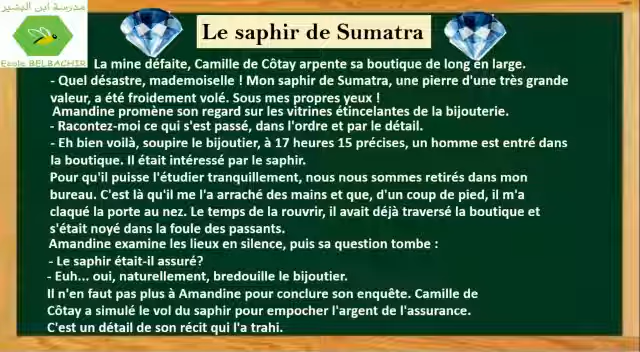 مدرسة ابن البشير
Ecole BELBACHIR
Le saphir de Sumatra
La mine défaite, Camille de Côtay arpente sa boutique de long en large.
- Quel désastre, mademoiselle ! Mon saphir de Sumatra, une pierre d'une très grande
valeur, a été froidement volé. Sous mes propres yeux !
Amandine promène son regard sur les vitrines étincelantes de la bijouterie.
- Racontez-moi ce qui s'est passé, dans l'ordre et par le détail.
- Eh bien voilà, soupire le bijoutier, à 17 heures 15 précises, un homme est entré dans
la boutique. Il était intéressé par le saphir.
Pour qu'il puisse l'étudier tranquillement, nous nous sommes retirés dans mon
bureau. C'est là qu'il me l'a arraché des mains et que, d'un coup de pied, il m'a
claqué la porte au nez. Le temps de la rouvrir, il avait déjà traversé la boutique et
s'était noyé dans la foule des passants.
Amandine examine les lieux en silence, puis sa question tombe :
- Le saphir était-il assuré?
- Euh... oui, naturellement, bredouille le bijoutier.
Il n'en faut pas plus à Amandine pour conclure son enquête. Camille de
Côtay a simulé le vol du saphir pour empocher l'argent de l'assurance.
C'est un détail de son récit qui l'a trahi.